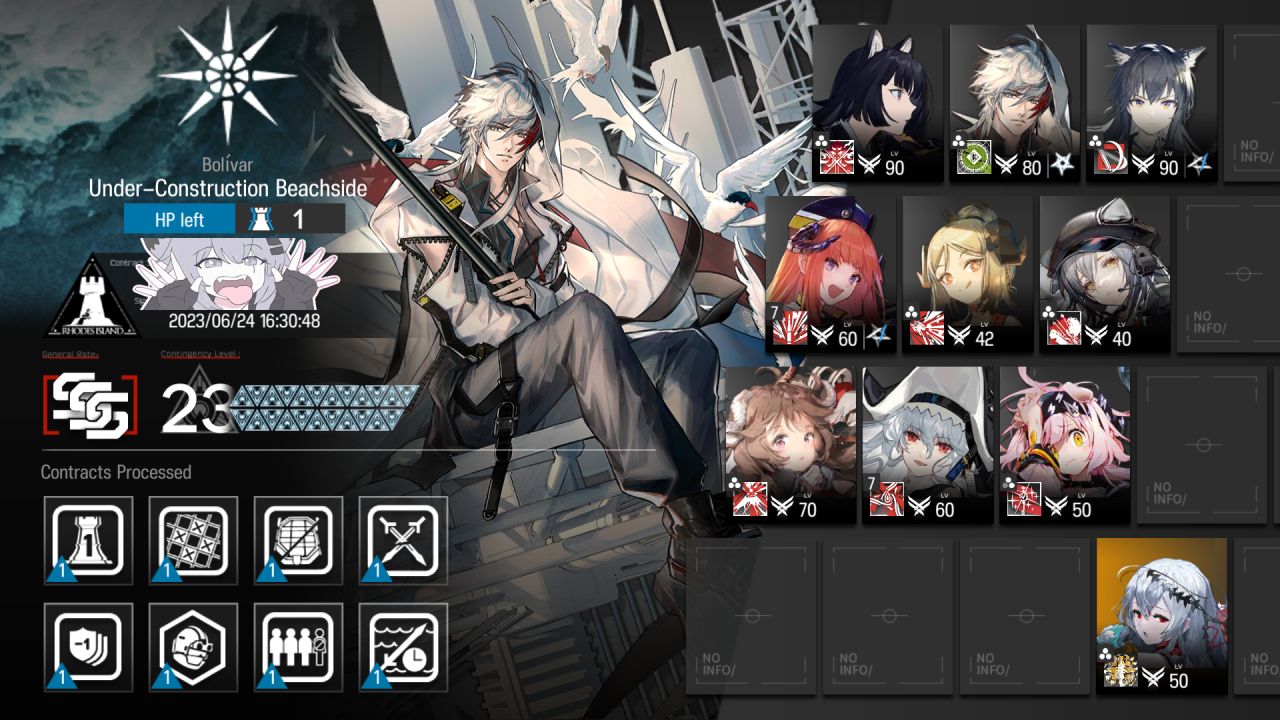 Bolívar
Under-Construction Beachside
HP left 1
Contract
RHODES ISLAND
2023/06/24 16:30:48
General Rate:
Contingency Level:
23
Contracts Processed
1
1
1
1
1
-1
1
1
1
1
LV
90
LV
80
LV
90
NO
INFO/
7
LV
60
LV
42
LV
40
NO
INFO/
LV
70
7
LV
60
LV
50
NO
INFO/
NO
INFO/
NO
INFO/
NO
INFO/
LV
50
NO
INFO/